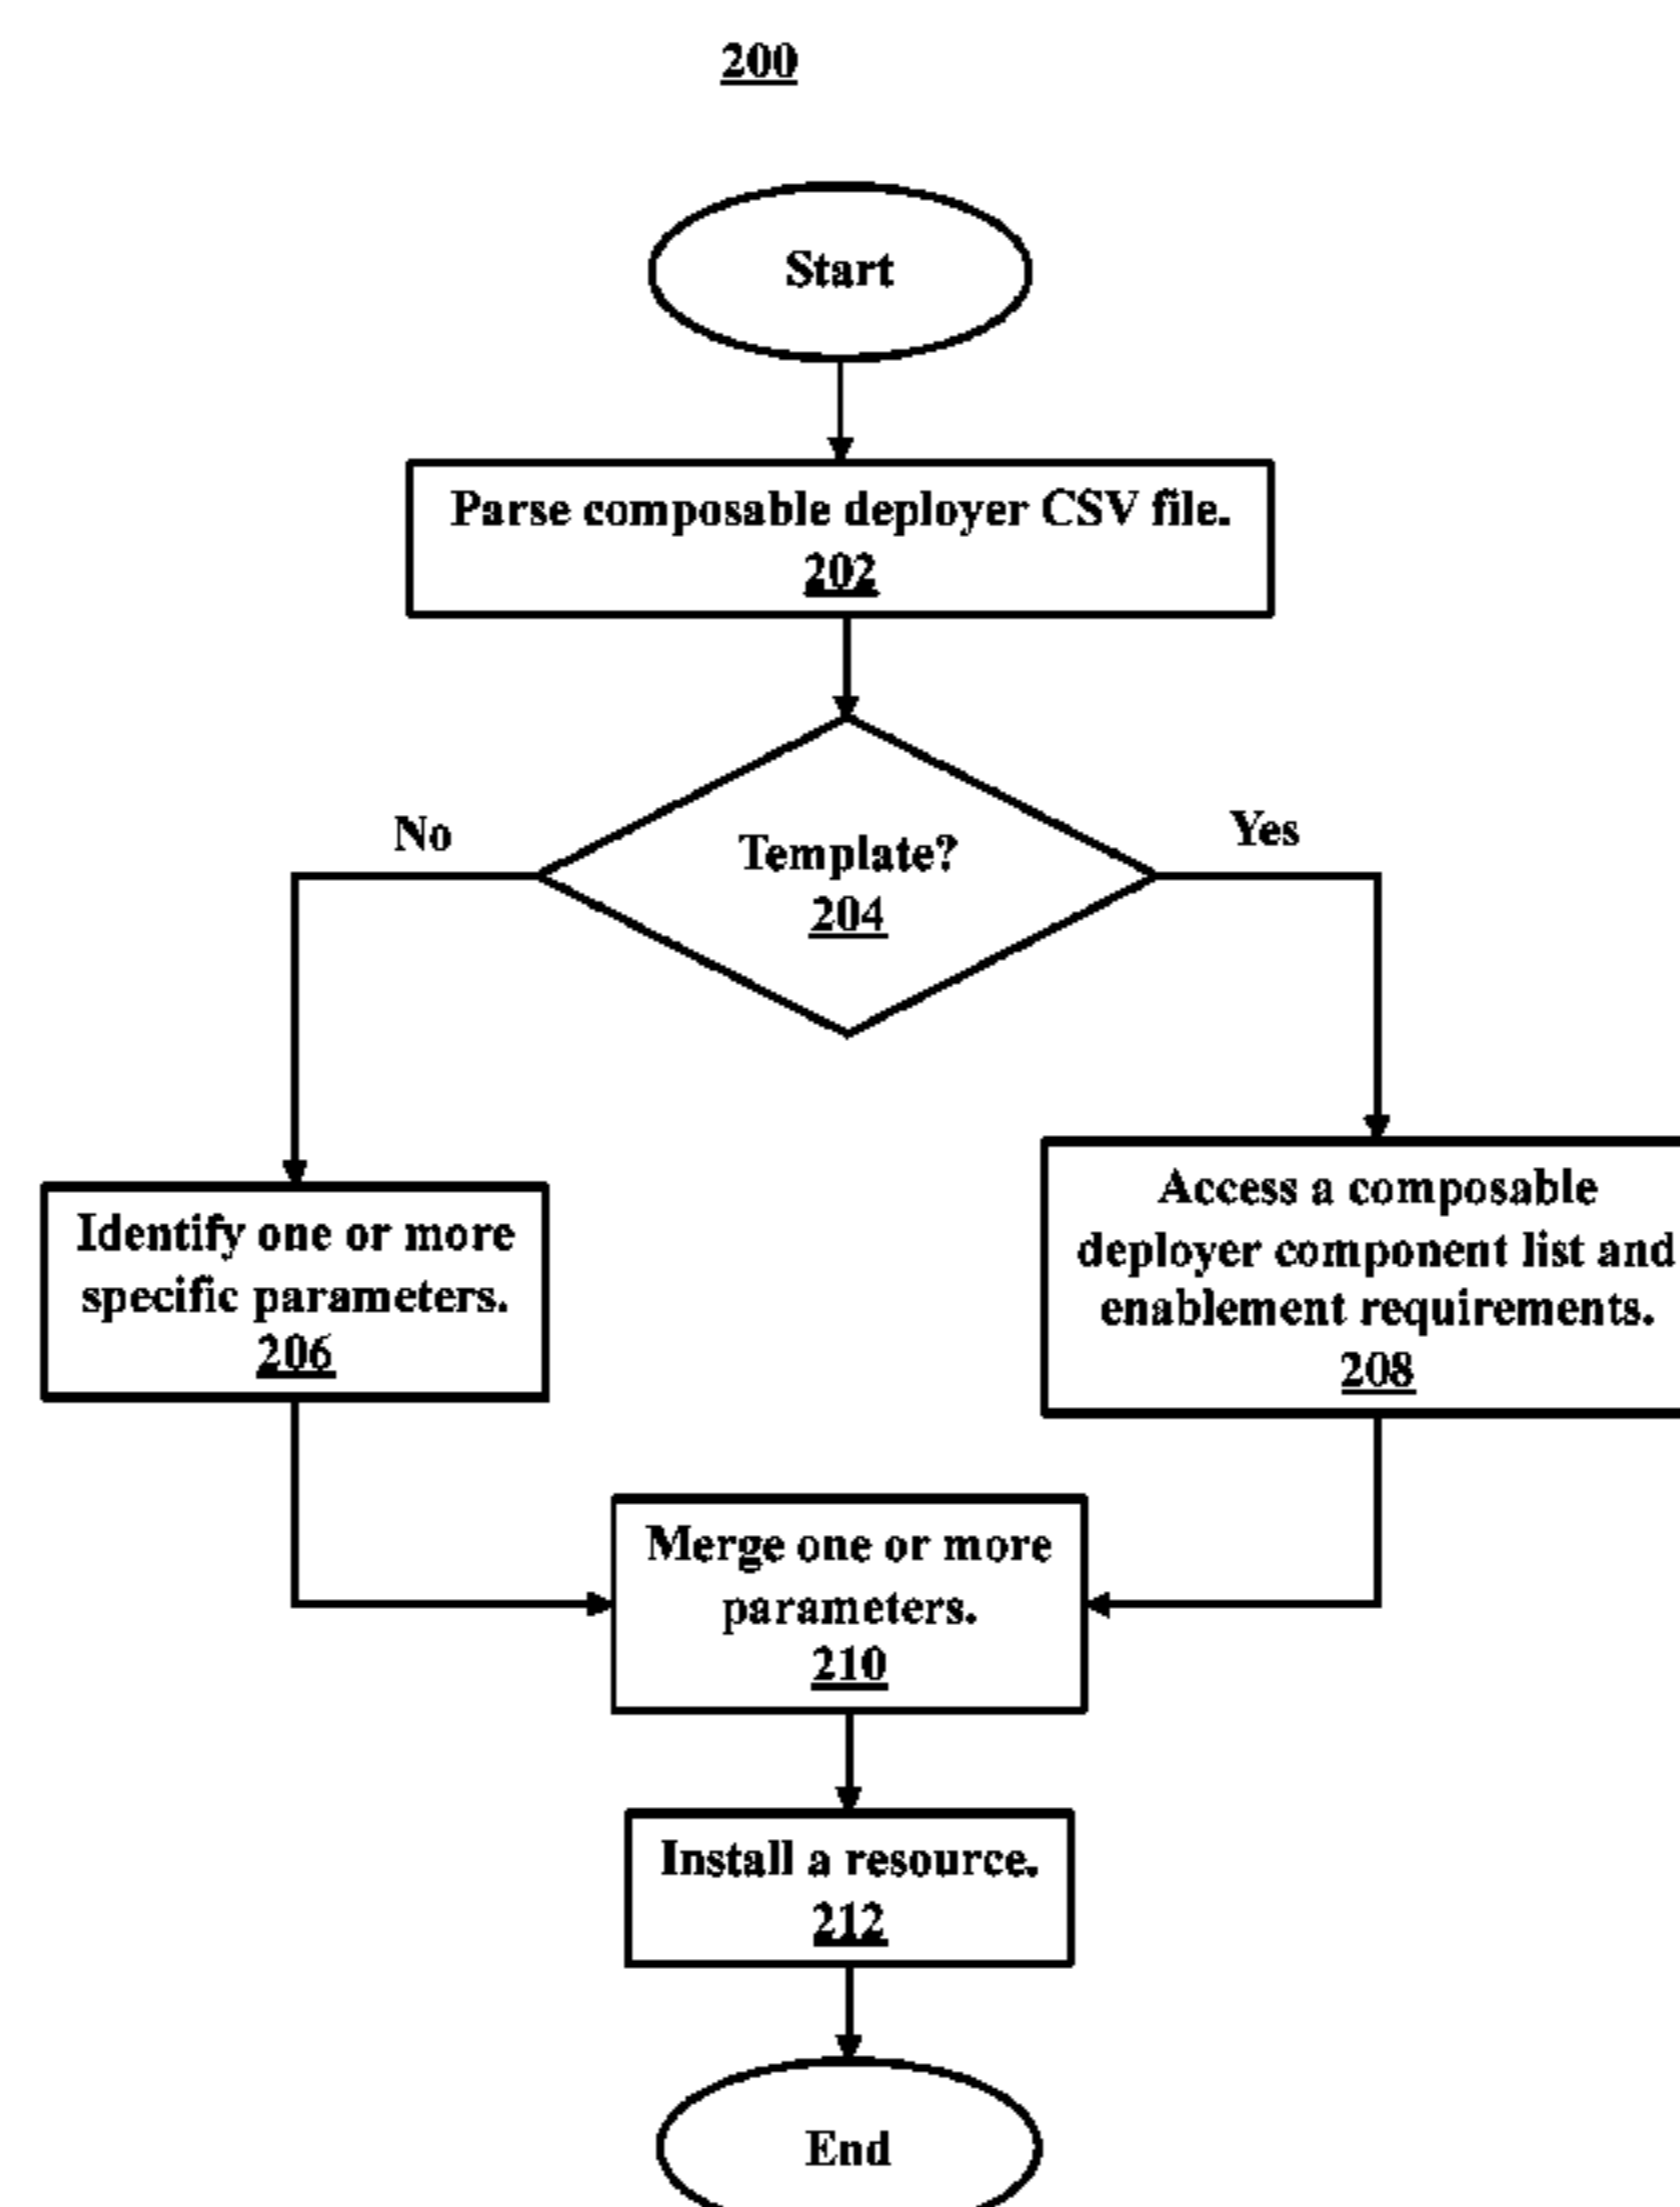 200
Start
Parse composable deployer CSV file.
202
No
Template?
204
Yes
Identify one or more
specific parameters.
206
Access a composable
deployer component list and
enablement requirements.
208
Merge one or more
parameters.
210
Install a resource.
212
End